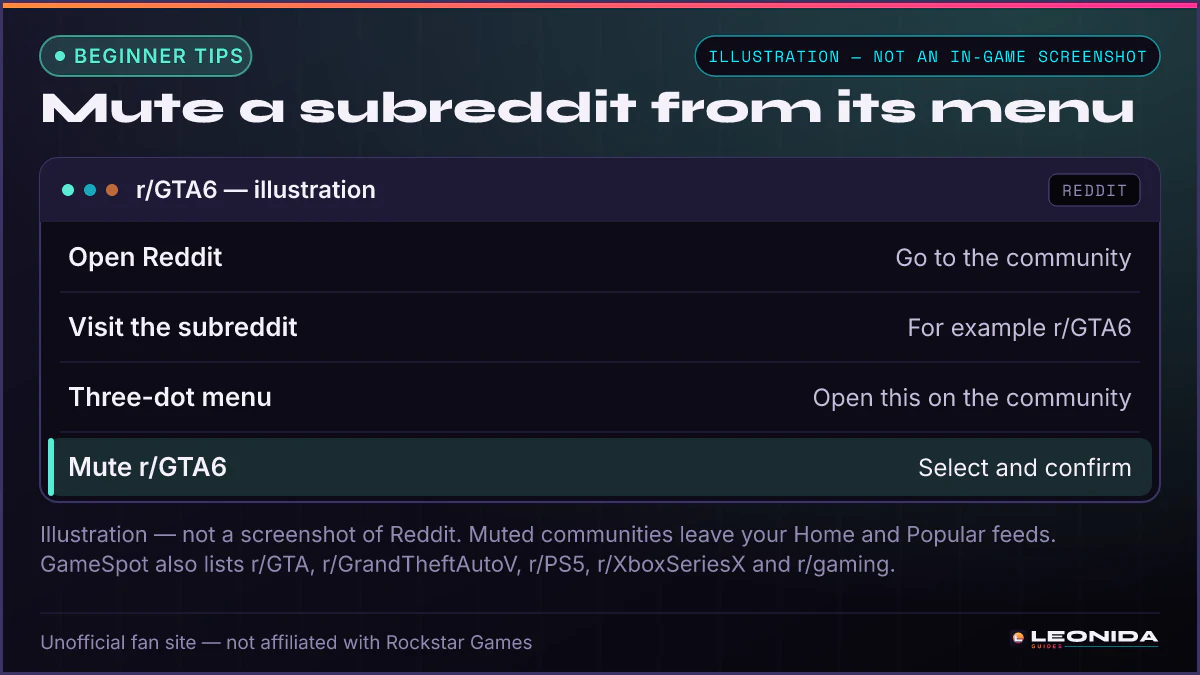 BEGINNER TIPS
ILLUSTRATION — NOT AN IN-GAME SCREENSHOT
Mute a subreddit from its menu
r/GTA6 — illustration
REDDIT
Open Reddit
Go to the community
Visit the subreddit
For example r/GTA6
Three-dot menu
Open this on the community
Mute r/GTA6
Select and confirm
Illustration — not a screenshot of Reddit. Muted communities leave your Home and Popular feeds.
GameSpot also lists r/GTA, r/GrandTheftAutoV, r/PS5, r/XboxSeriesX and r/gaming.
Unofficial fan site — not affiliated with Rockstar Games
LEONIDA
GUIDES